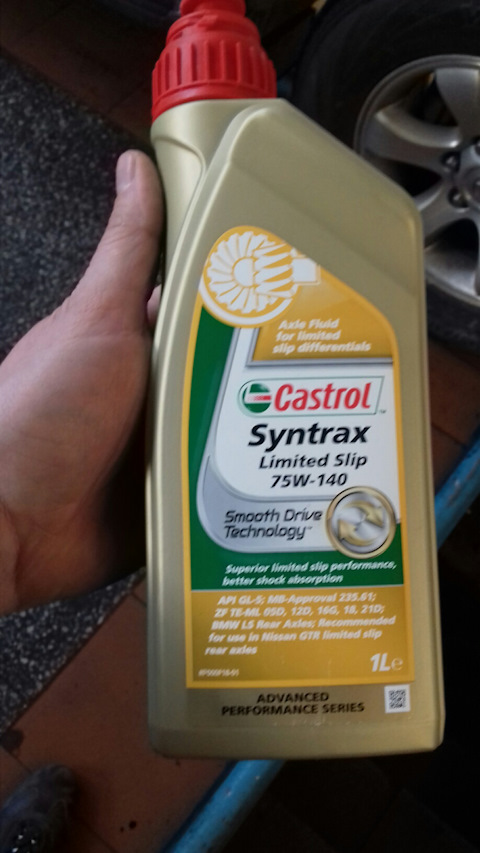 Axle Fluid
for limited
slip differentials
Castrol
Syntrax
Limited Slip
75W-140
Smooth Drive
Technology™
Superior limited slip performance,
better shock absorption
API GL-5; MB-Approval 235.61;
ZF TE-ML 05D, 12D, 16G, 18, 21D;
BMW LS Rear Axles; Recommended
for use in Nissan GTR limited slip
rear axles
1Le
ADVANCED
PERFORMANCE SERIES